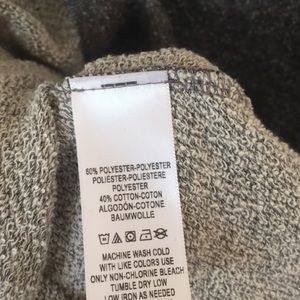 60% POLYESTER-POLYESTER
POLIÉSTER-POLIESTERE
POLYESTER
40% COTTON-COTON
ALGODÓN-COTONE
BAUMWOLLE
MACHINE WASH COLD
WITH LIKE COLORS USE
ONLY NON-CHLORINE BLEACH
TUMBLE DRY LOW
LOW IRON AS NEEDED